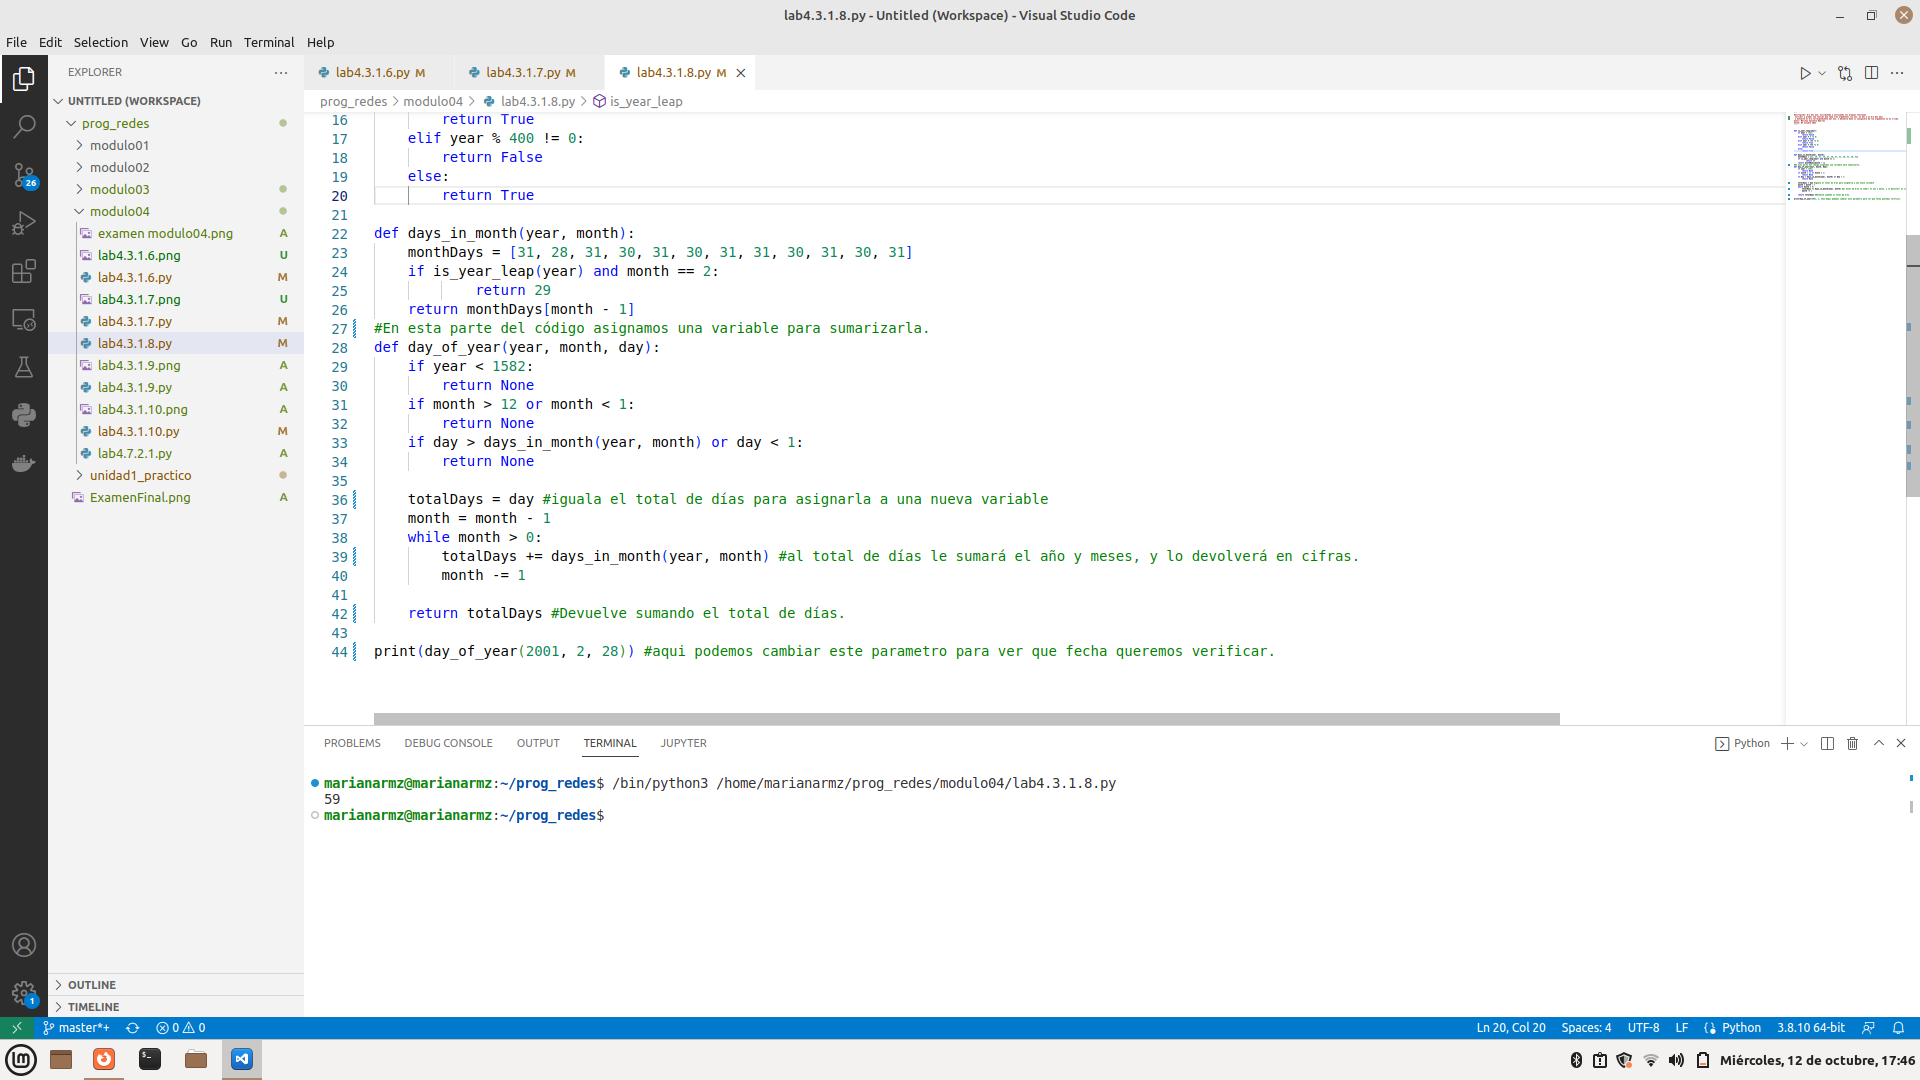 lab4.3.1.8.py - Untitled (Workspace) - Visual Studio Code
File Edit Selection View Go Run Terminal Help
EXPLORER
UNTITLED (WORKSPACE)
prog_redes
modulo01
modulo02
modulo03
modulo04
examen modulo04.png A
lab4.3.1.6.png U
lab4.3.1.6.py M
lab4.3.1.7.png U
lab4.3.1.7.py M
lab4.3.1.8.py M
lab4.3.1.9.png A
lab4.3.1.9.py A
lab4.3.1.10.png A
lab4.3.1.10.py M
lab4.7.2.1.py A
unidad1_practico
ExamenFinal.png A
OUTLINE
TIMELINE
26
1
lab4.3.1.6.py M lab4.3.1.7.py M lab4.3.1.8.py M
prog_redes > modulo04 > lab4.3.1.8.py > is_year_leap
16 return True
17 elif year % 400 != 0:
18 return False
19 else:
20 return True
21
22 def days_in_month(year, month):
23 monthDays = [31, 28, 31, 30, 31, 30, 31, 31, 30, 31, 30, 31]
24 if is_year_leap(year) and month == 2:
25 return 29
26 return monthDays[month - 1]
27 #En esta parte del código asignamos una variable para sumarizarla.
28 def day_of_year(year, month, day):
29 if year < 1582:
30 return None
31 if month > 12 or month < 1:
32 return None
33 if day > days_in_month(year, month) or day < 1:
34 return None
35
36 totalDays = day #iguala el total de días para asignarla a una nueva variable
37 month = month - 1
38 while month > 0:
39 totalDays += days_in_month(year, month) #al total de días le sumará el año y meses, y lo devolverá en cifras.
40 month -= 1
41
42 return totalDays #Devuelve sumando el total de días.
43
44 print(day_of_year(2001, 2, 28)) #aqui podemos cambiar este parametro para ver que fecha queremos verificar.
PROBLEMS DEBUG CONSOLE OUTPUT TERMINAL JUPYTER
Python
marianarmz@marianarmz:~/prog_redes$ /bin/python3 /home/marianarmz/prog_redes/modulo04/lab4.3.1.8.py
59
marianarmz@marianarmz:~/prog_redes$
master*+ 0 0 Ln 20, Col 20 Spaces: 4 UTF-8 LF Python 3.8.10 64-bit
Miércoles, 12 de octubre, 17:46